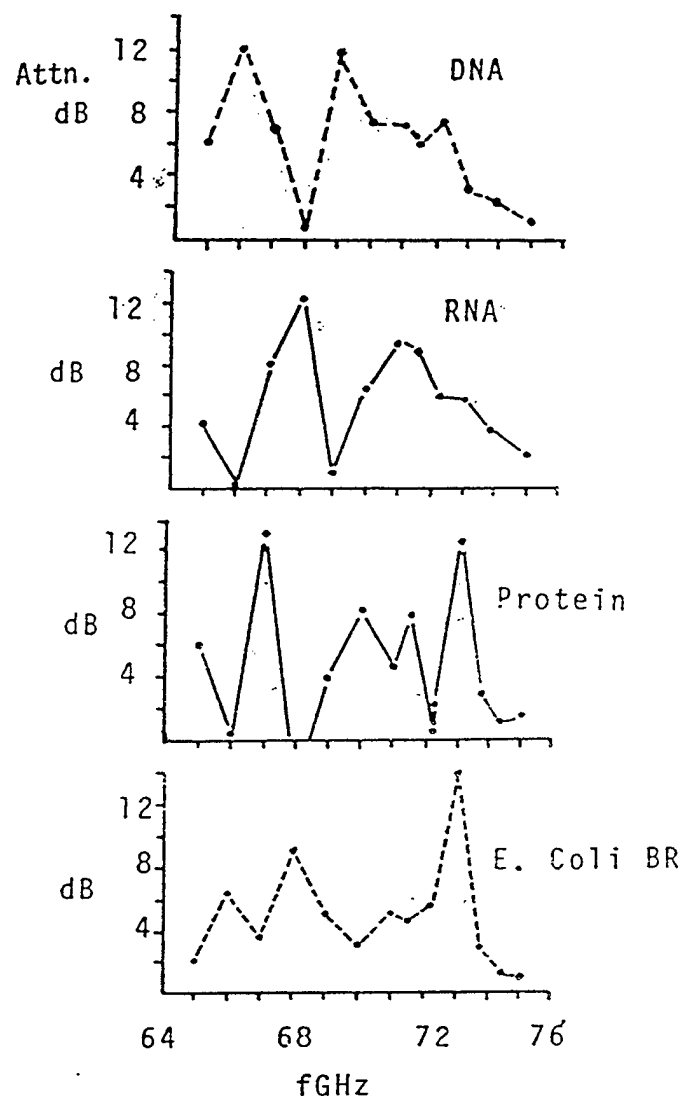 12
DNA
Attn.
dB 8
4
12
RNA
dB 8
4
12
Protein
dB 8
4
12
E. Coli BR
dB 8
4
64 68 72 76
fGHz